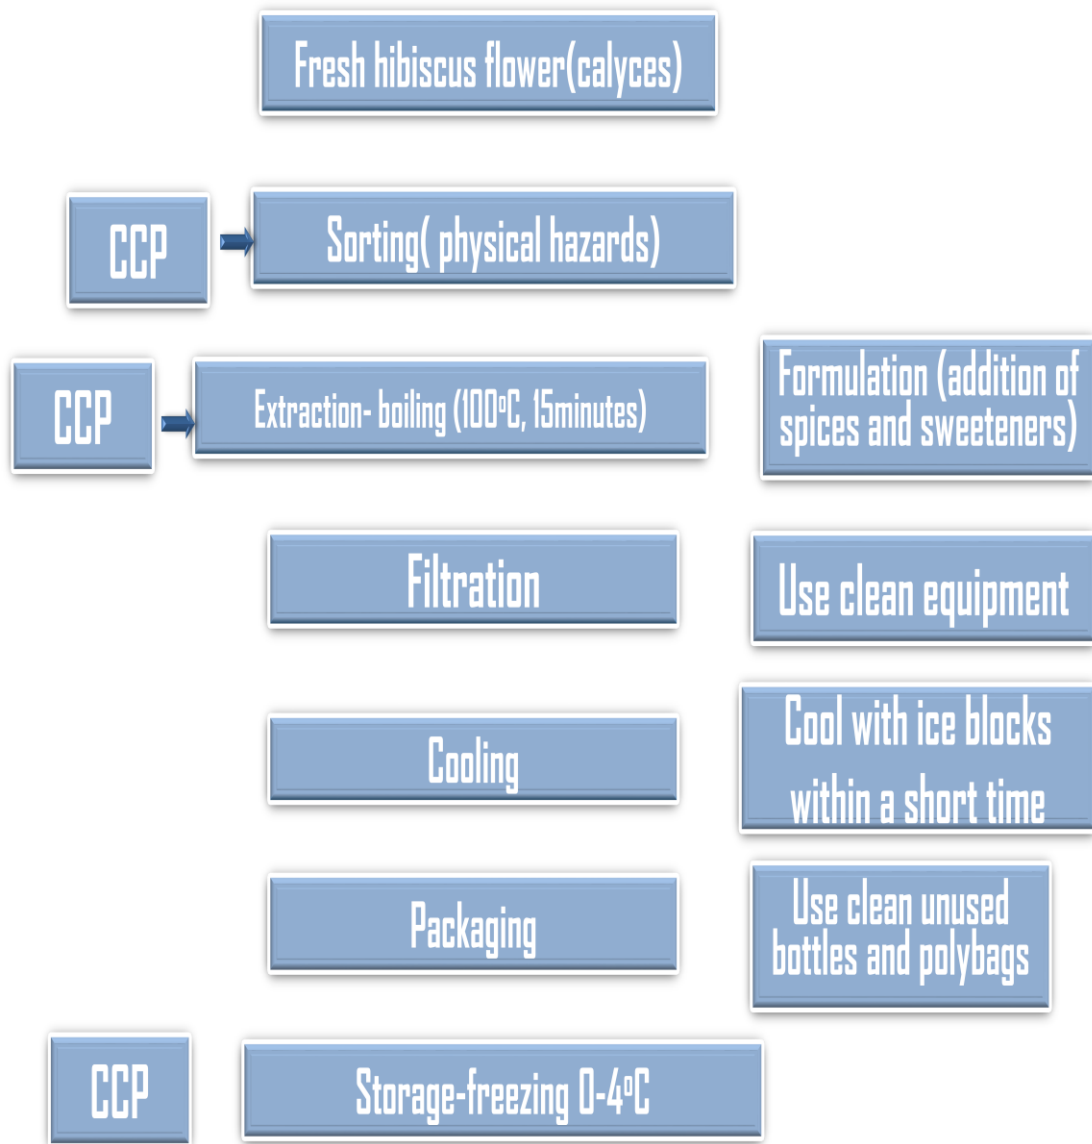 Fresh hibiscus flower(calyces)
CCP
Sorting( physical hazards)
CCP
Extraction- boiling (100⁰C, 15minutes)
Formulation (addition of
spices and sweeteners)
Filtration
Use clean equipment
Cooling
Cool with ice blocks
within a short time
Packaging
Use clean unused
bottles and polybags
CCP
Storage-freezing 0-4⁰C